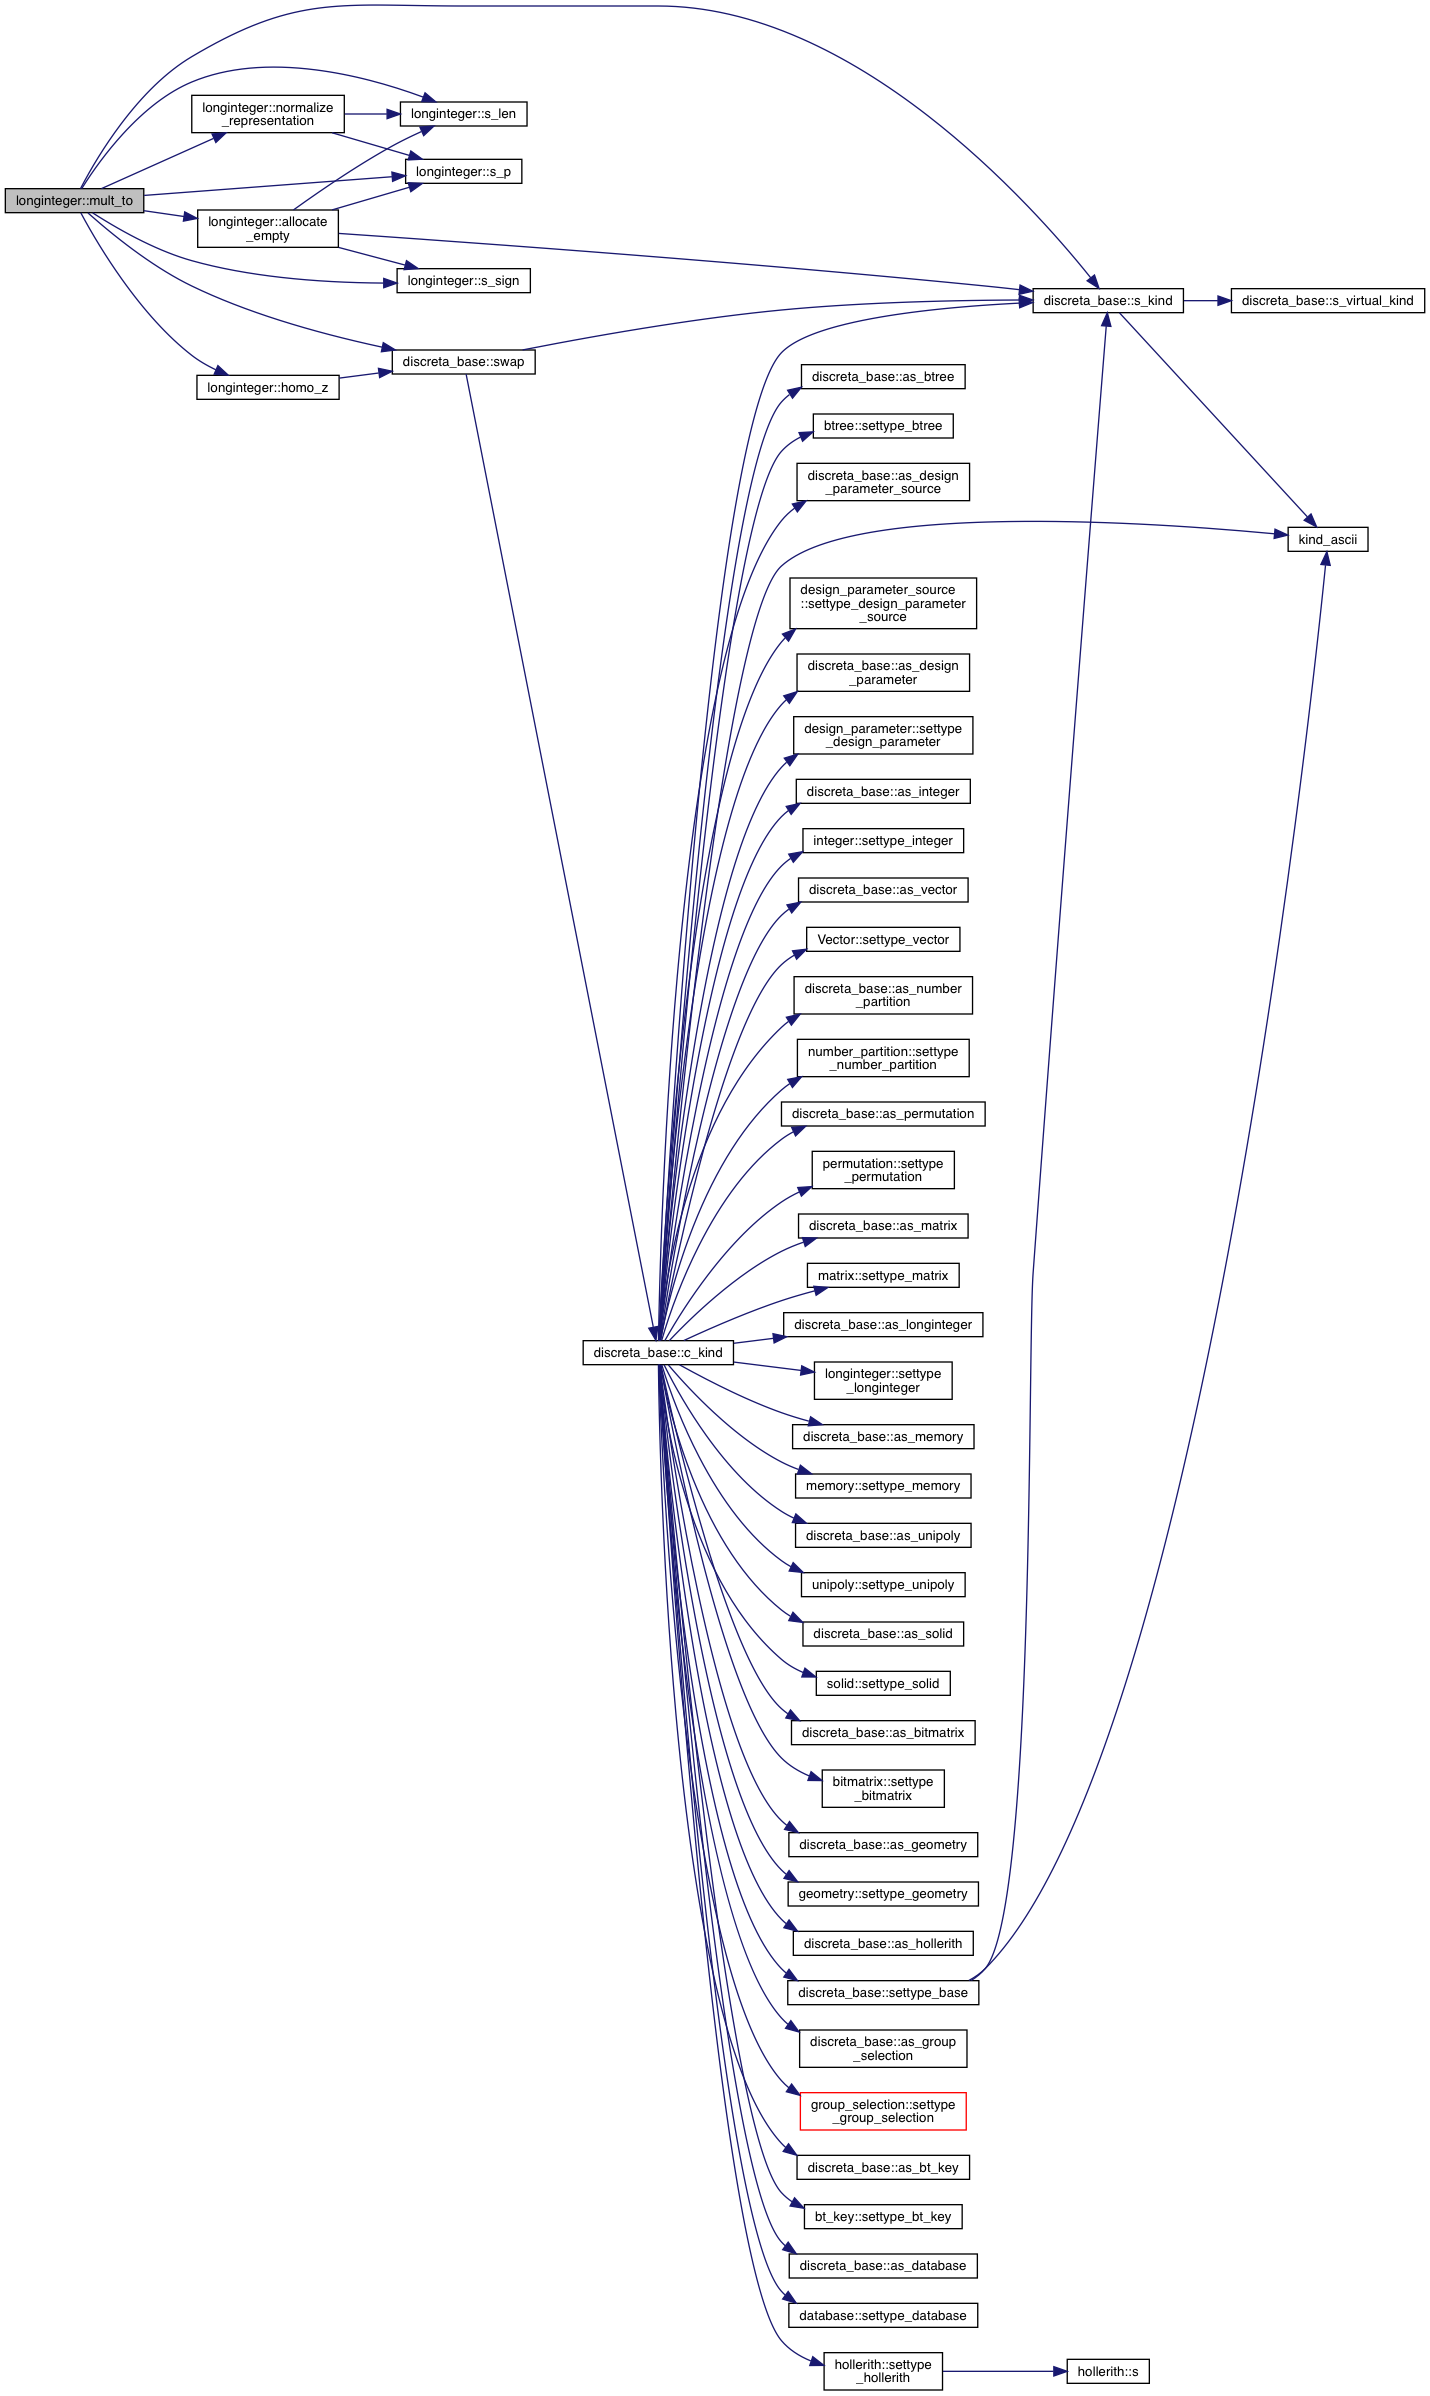 longinteger::normalize
_representation
longinteger::s_len
longinteger::s_p
longinteger::mult_to
longinteger::allocate
_empty
longinteger::s_sign
discreta_base::s_kind
discreta_base::s_virtual_kind
discreta_base::swap
longinteger::homo_z
discreta_base::as_btree
btree::settype_btree
discreta_base::as_design
_parameter_source
kind_ascii
design_parameter_source
::settype_design_parameter
_source
discreta_base::as_design
_parameter
design_parameter::settype
_design_parameter
discreta_base::as_integer
integer::settype_integer
discreta_base::as_vector
Vector::settype_vector
discreta_base::as_number
_partition
number_partition::settype
_number_partition
discreta_base::as_permutation
permutation::settype
_permutation
discreta_base::as_matrix
matrix::settype_matrix
discreta_base::as_longinteger
discreta_base::c_kind
longinteger::settype
_longinteger
discreta_base::as_memory
memory::settype_memory
discreta_base::as_unipoly
unipoly::settype_unipoly
discreta_base::as_solid
solid::settype_solid
discreta_base::as_bitmatrix
bitmatrix::settype
_bitmatrix
discreta_base::as_geometry
geometry::settype_geometry
discreta_base::as_hollerith
discreta_base::settype_base
discreta_base::as_group
_selection
group_selection::settype
_group_selection
discreta_base::as_bt_key
bt_key::settype_bt_key
discreta_base::as_database
database::settype_database
hollerith::settype
_hollerith
hollerith::s